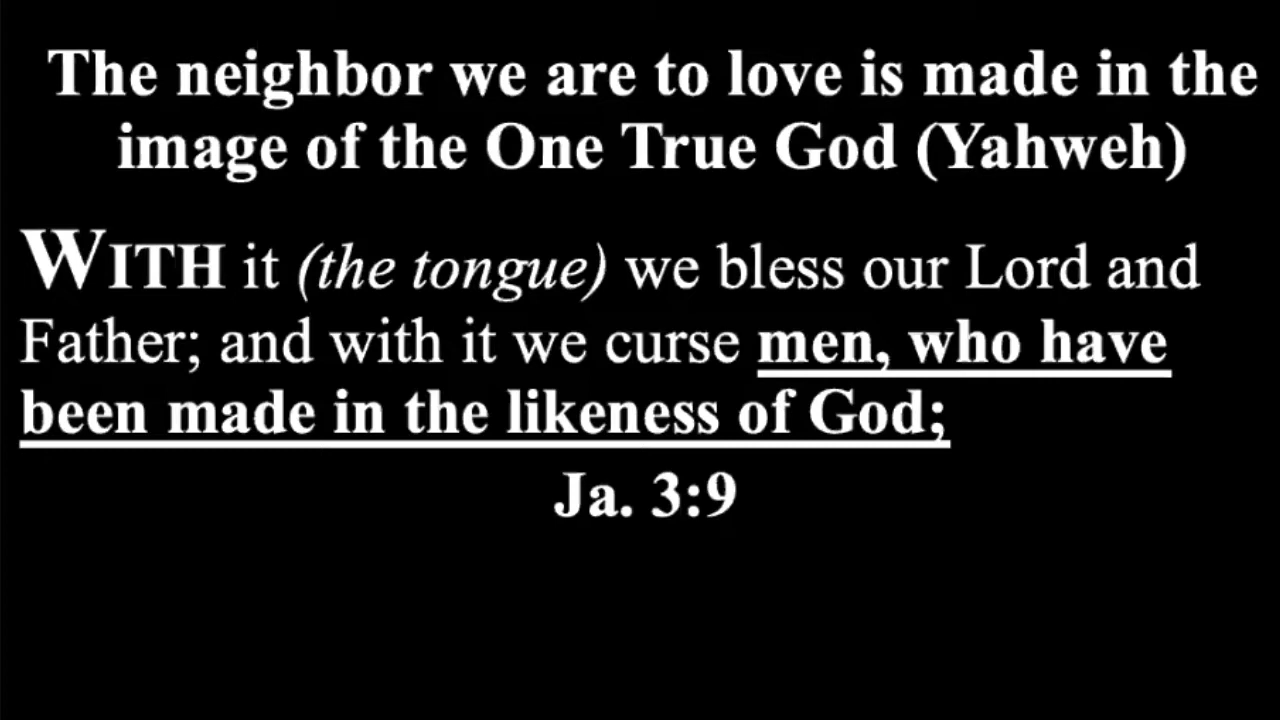 The neighbor we are to love is made in the
image of the One True God (Yahweh)
WITH it (the tongue) we bless our Lord and
Father; and with it we curse men, who have
been made in the likeness of God;
Ja. 3:9